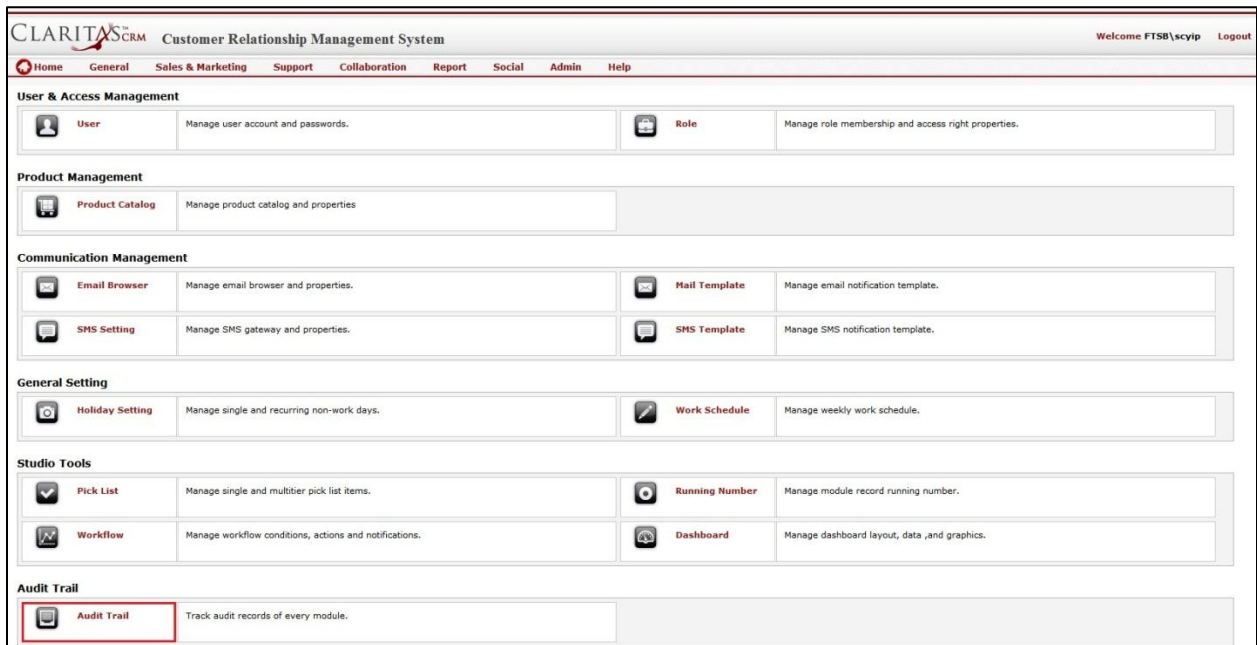 CLARITAS™CRM Customer Relationship Management System Welcome FTSB\scyip Logout
Home General Sales & Marketing Support Collaboration Report Social Admin Help
User & Access Management
User Manage user account and passwords. Role Manage role membership and access right properties.
Product Management
Product Catalog Manage product catalog and properties
Communication Management
Email Browser Manage email browser and properties. Mail Template Manage email notification template.
SMS Setting Manage SMS gateway and properties. SMS Template Manage SMS notification template.
General Setting
Holiday Setting Manage single and recurring non-work days. Work Schedule Manage weekly work schedule.
Studio Tools
Pick List Manage single and multitier pick list items. Running Number Manage module record running number.
Workflow Manage workflow conditions, actions and notifications. Dashboard Manage dashboard layout, data ,and graphics.
Audit Trail
Audit Trail Track audit records of every module.